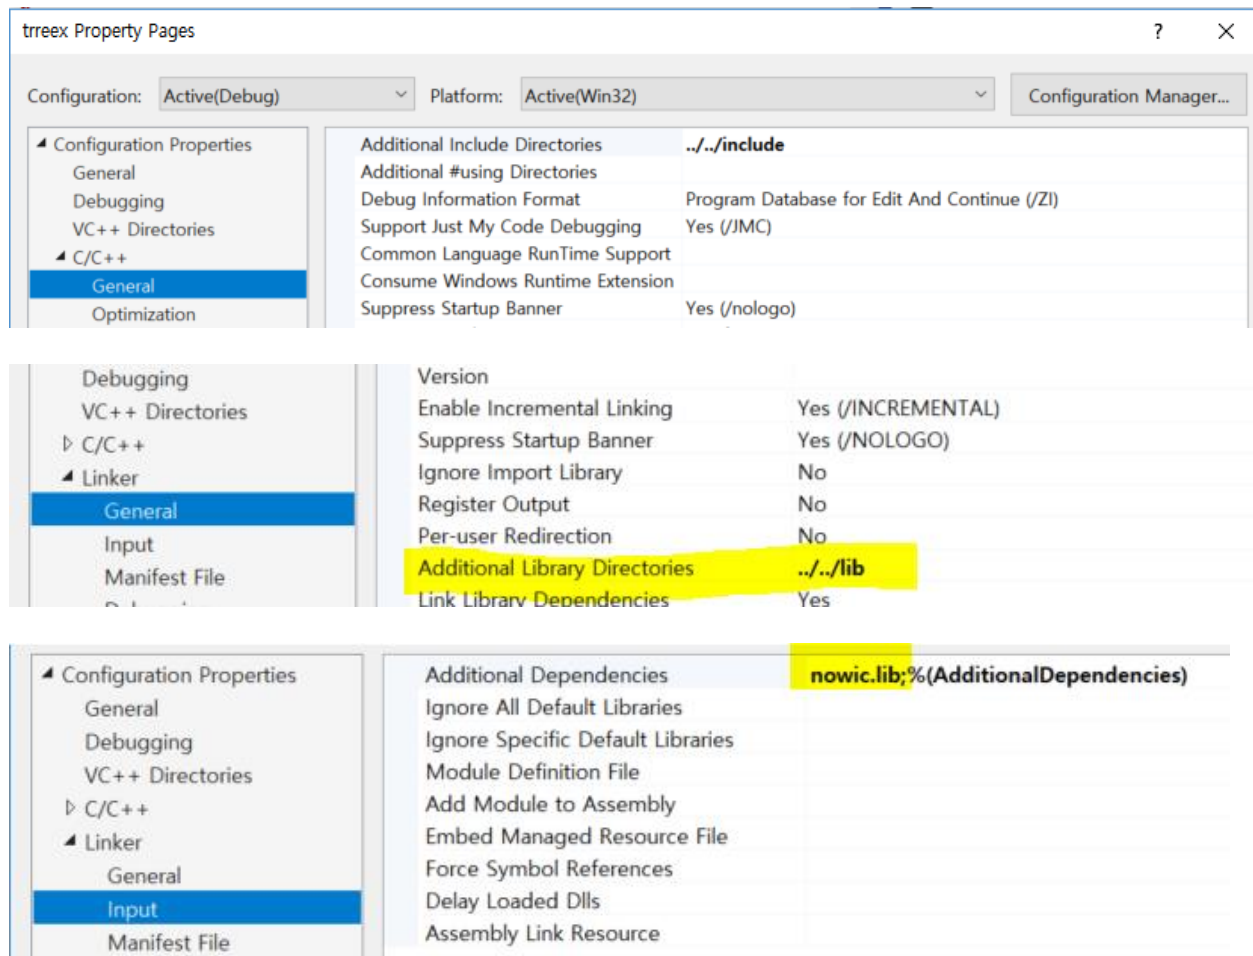 trreex Property Pages ? ×
Configuration: Active(Debug) Platform: Active(Win32) Configuration Manager...
Configuration Properties
General
Debugging
VC++ Directories
C/C++
General
Optimization
Additional Include Directories ../../include
Additional #using Directories
Debug Information Format Program Database for Edit And Continue (/ZI)
Support Just My Code Debugging Yes (/JMC)
Common Language RunTime Support
Consume Windows Runtime Extension
Suppress Startup Banner Yes (/nologo)
Debugging
VC++ Directories
C/C++
Linker
General
Input
Manifest File
Version
Enable Incremental Linking Yes (/INCREMENTAL)
Suppress Startup Banner Yes (/NOLOGO)
Ignore Import Library No
Register Output No
Per-user Redirection No
Additional Library Directories ../../lib
Link Library Dependencies Yes
Configuration Properties
General
Debugging
VC++ Directories
C/C++
Linker
General
Input
Manifest File
Additional Dependencies nowic.lib;%(AdditionalDependencies)
Ignore All Default Libraries
Ignore Specific Default Libraries
Module Definition File
Add Module to Assembly
Embed Managed Resource File
Force Symbol References
Delay Loaded Dlls
Assembly Link Resource